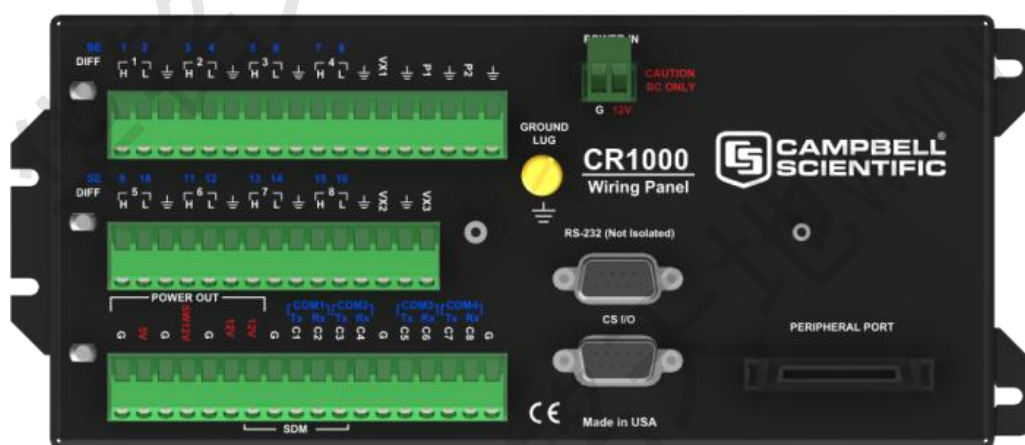 SE 1 2 3 4 5 6 7 8
DIFF 1 2 3 4
H L ⏚ H L ⏚ H L ⏚ H L ⏚ VX1 ⏚ P1 ⏚ P2 ⏚
POWER IN
CAUTION
DC ONLY
G 12V
GROUND
LUG
CR1000
Wiring Panel
CAMPBELL®
SCIENTIFIC
CS
SE 9 10 11 12 13 14 15 16
DIFF 5 6 7 8
H L ⏚ H L ⏚ H L ⏚ H L ⏚ VX2 ⏚ VX3
RS-232 (Not Isolated)
POWER OUT
COM1 COM2 COM3 COM4
Tx Rx Tx Rx Tx Rx Tx Rx
G 5V G SW12V G 12V 12V G C1 C2 C3 C4 G C5 C6 C7 C8 G
SDM
CS I/O
PERIPHERAL PORT
CE Made in USA